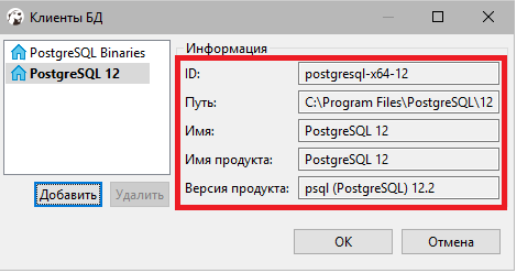 Клиенты БД
PostgreSQL Binaries
PostgreSQL 12
Информация
ID: postgresql-x64-12
Путь: C:\Program Files\PostgreSQL\12
Имя: PostgreSQL 12
Имя продукта: PostgreSQL 12
Версия продукта: psql (PostgreSQL) 12.2
Добавить Удалить
ОК Отмена